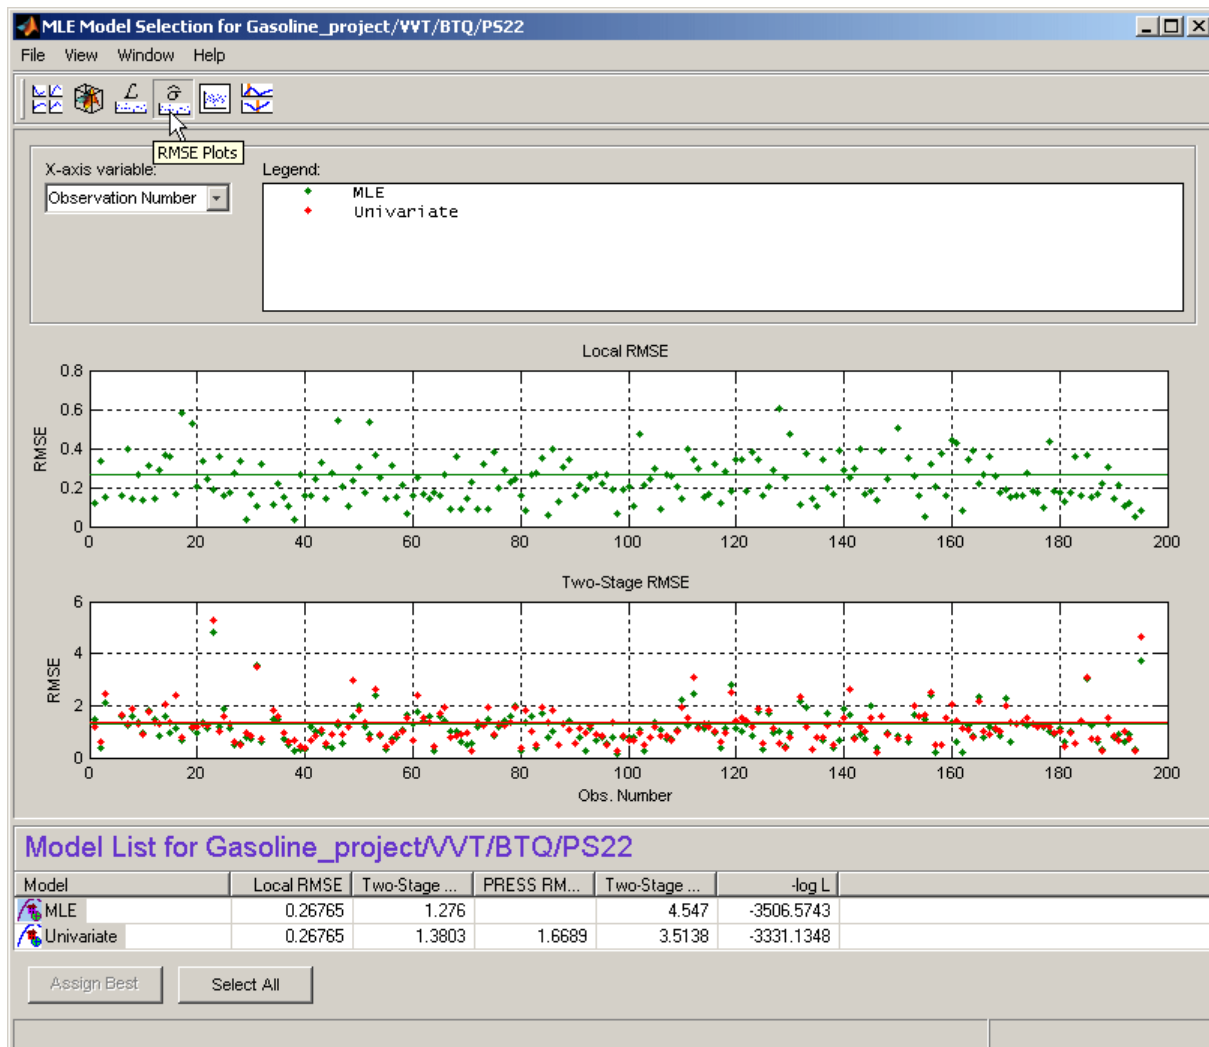 MLE Model Selection for Gasoline_project/VVT/BTQ/PS22
File View Window Help
RMSE Plots
X-axis variable:
Legend:
Observation Number
MLE
Univariate
Local RMSE
RMSE
0.8
0.6
0.4
0.2
0
0 20 40 60 80 100 120 140 160 180 200
Two-Stage RMSE
RMSE
6
4
2
0
0 20 40 60 80 100 120 140 160 180 200
Obs. Number
Model List for Gasoline_project/VVT/BTQ/PS22
Model Local RMSE Two-Stage ... PRESS RM... Two-Stage ... -log L
MLE 0.26765 1.276 4.547 -3506.5743
Univariate 0.26765 1.3803 1.6689 3.5138 -3331.1348
Assign Best Select All